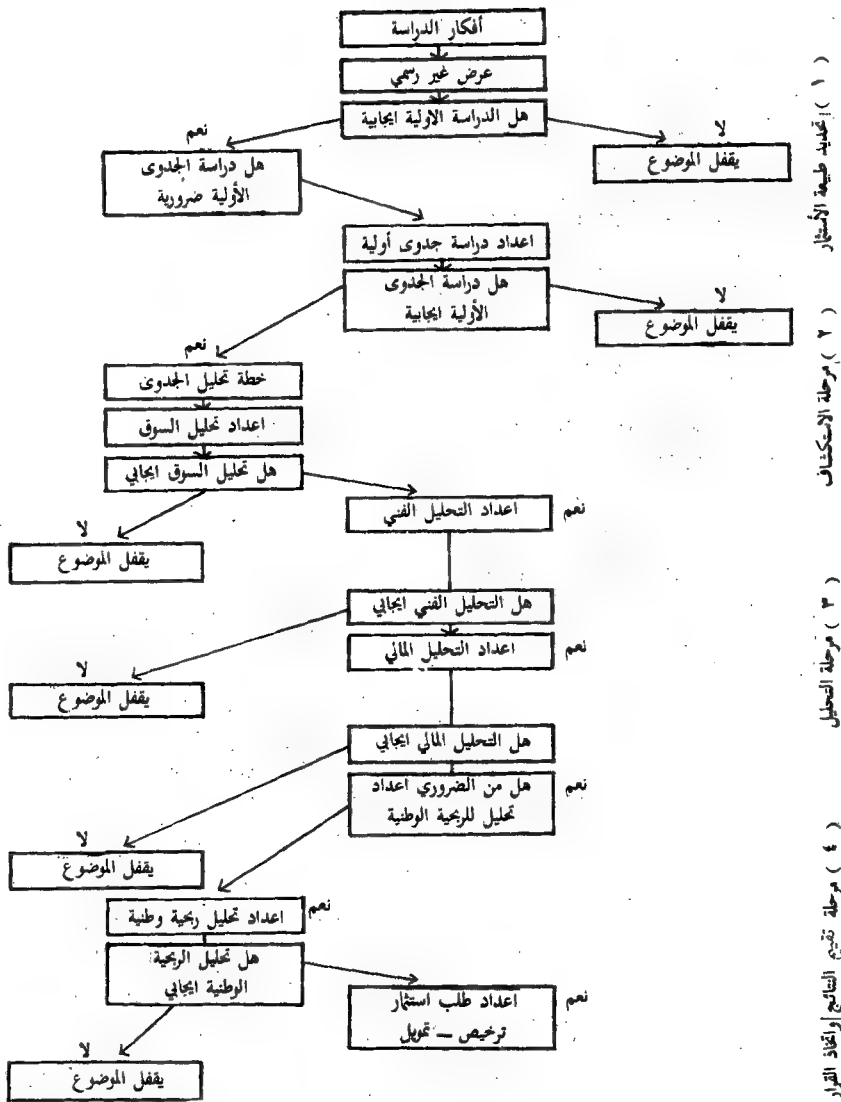 أفكار الدراسة
عرض غير رسمي
هل الدراسة الاولية ايجابية
نعم
لا
هل دراسة الجدوى
الأولية ضرورية
يقفل الموضوع
اعداد دراسة جدوى أولية
هل دراسة الجدوى
الأولية ايجابية
لا
يقفل الموضوع
نعم
خطة تحليل الجدوى
اعداد تحليل السوق
هل تحليل السوق ايجابي
اعداد التحليل الفني
نعم
لا
يقفل الموضوع
هل التحليل الفني ايجابي
اعداد التحليل المالي
نعم
لا
يقفل الموضوع
هل التحليل المالي ايجابي
هل من الضروري اعداد
تحليل للربحية الوطنية
نعم
لا
يقفل الموضوع
اعداد تحليل ربحية وطنية
نعم
هل تحليل الربحية
الوطنية ايجابي
اعداد طلب استثمار
ترخيص — تمويل
نعم
لا
يقفل الموضوع
( ١ ) تحديد طبيعة الأستثمار
( ٢ ) مرحلة الاستكشاف
( ٣ ) مرحلة التحليل
( ٤ ) مرحلة تقييم النتائج واتخاذ القرار